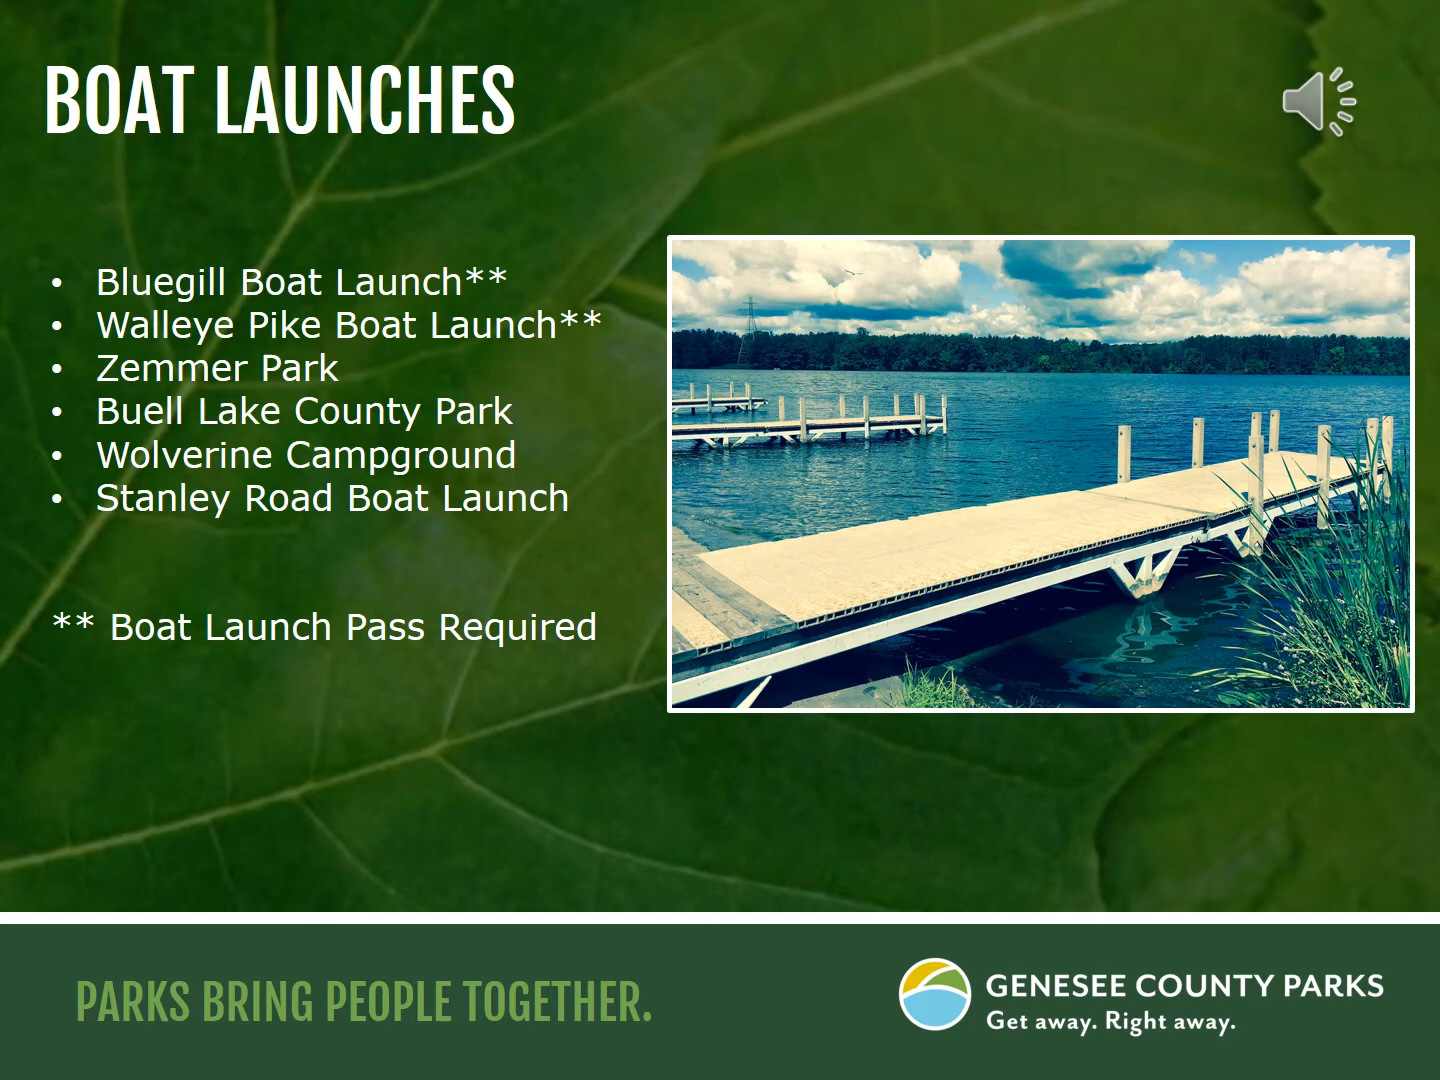 BOAT LAUNCHES
• Bluegill Boat Launch**
• Walleye Pike Boat Launch**
• Zemmer Park
• Buell Lake County Park
• Wolverine Campground
• Stanley Road Boat Launch
** Boat Launch Pass Required
PARKS BRING PEOPLE TOGETHER.
GENESEE COUNTY PARKS
Get away. Right away.